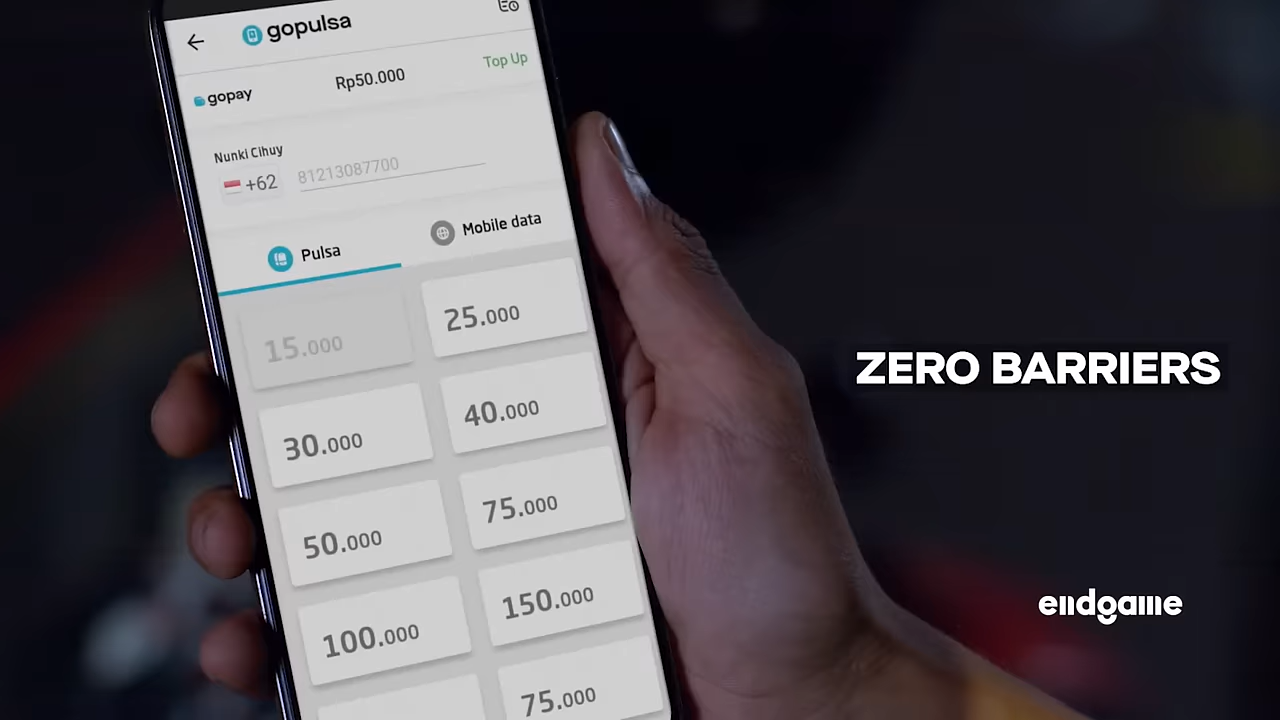 gopulsa
gopay
Rp50.000
Top Up
Nunki Cihuy
+62
81213087700
Pulsa
Mobile data
15.000
25.000
30.000
40.000
50.000
75.000
100.000
150.000
75.000
ZERO BARRIERS
endgame